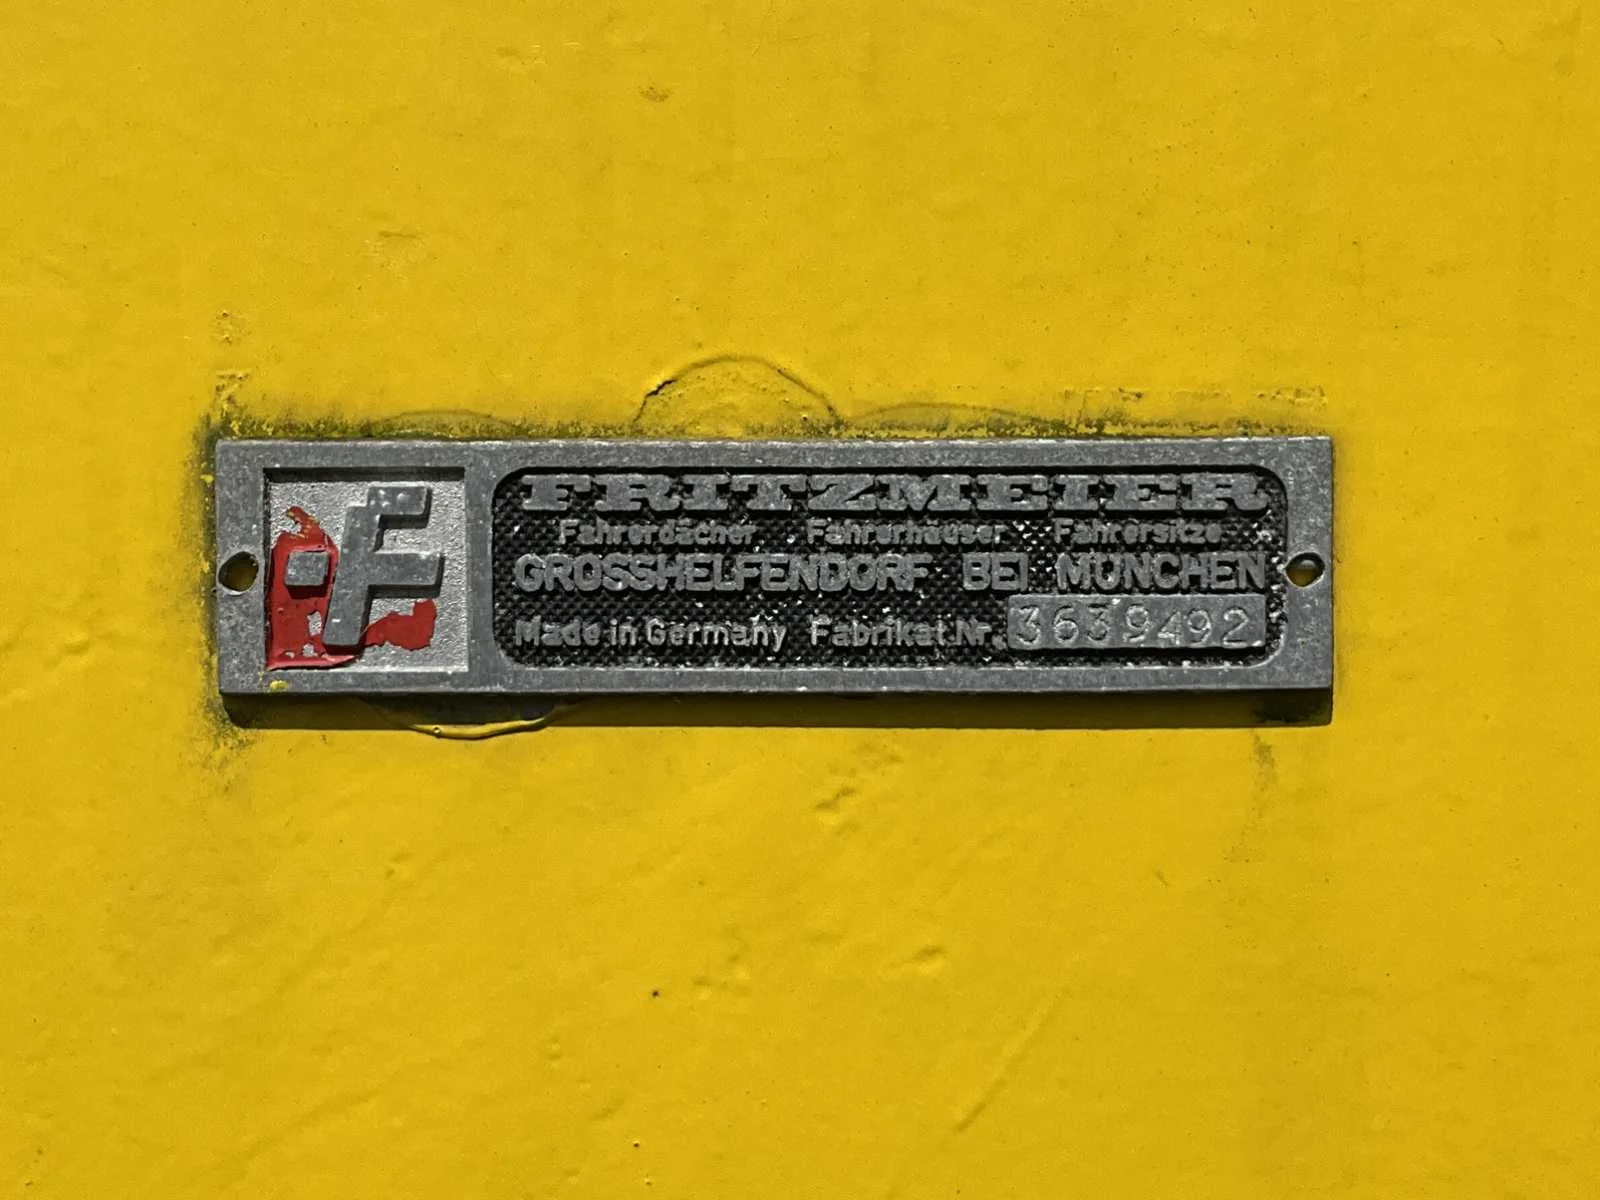 F
FRITZMEIER
Fahrerdächer Fahrerhäuser Fahrersitze
GROSSHELFENDORF BEI MÜNCHEN
Made in Germany Fabrikat.Nr. 3639492